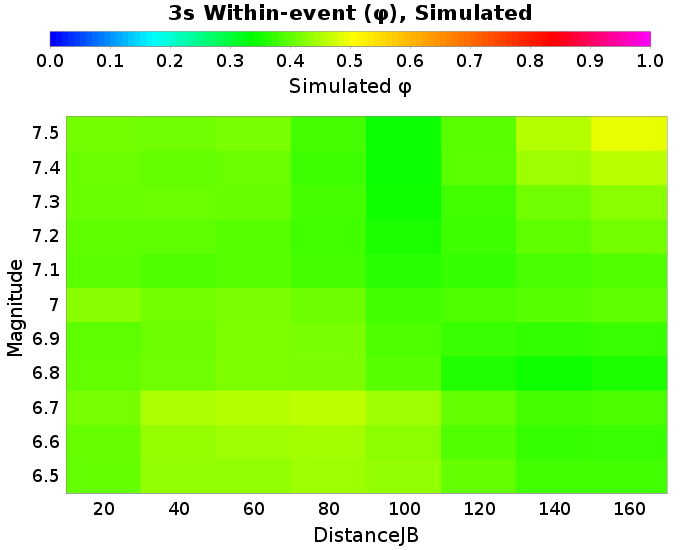 3s Within-event (φ), Simulated
0.0 0.1 0.2 0.3 0.4 0.5 0.6 0.7 0.8 0.9 1.0
Simulated φ
Magnitude
7.5
7.4
7.3
7.2
7.1
7
6.9
6.8
6.7
6.6
6.5
20 40 60 80 100 120 140 160
DistanceJB